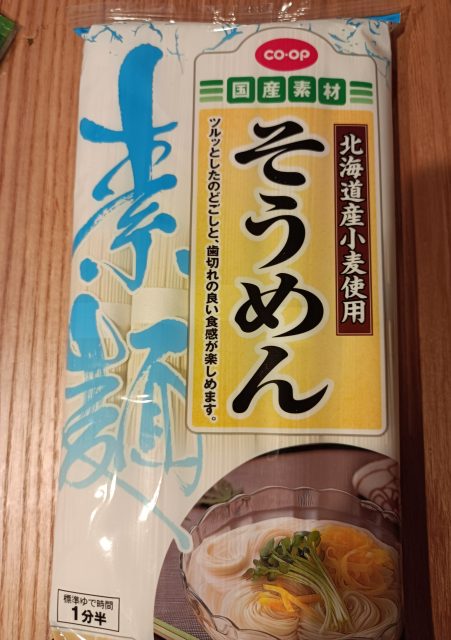 CO·OP
国産素材
北海道産小麦使用
そうめん
ツルッとしたのどごしと、歯切れの良い食感が楽しめます。
素麺
標準ゆで時間
1分半